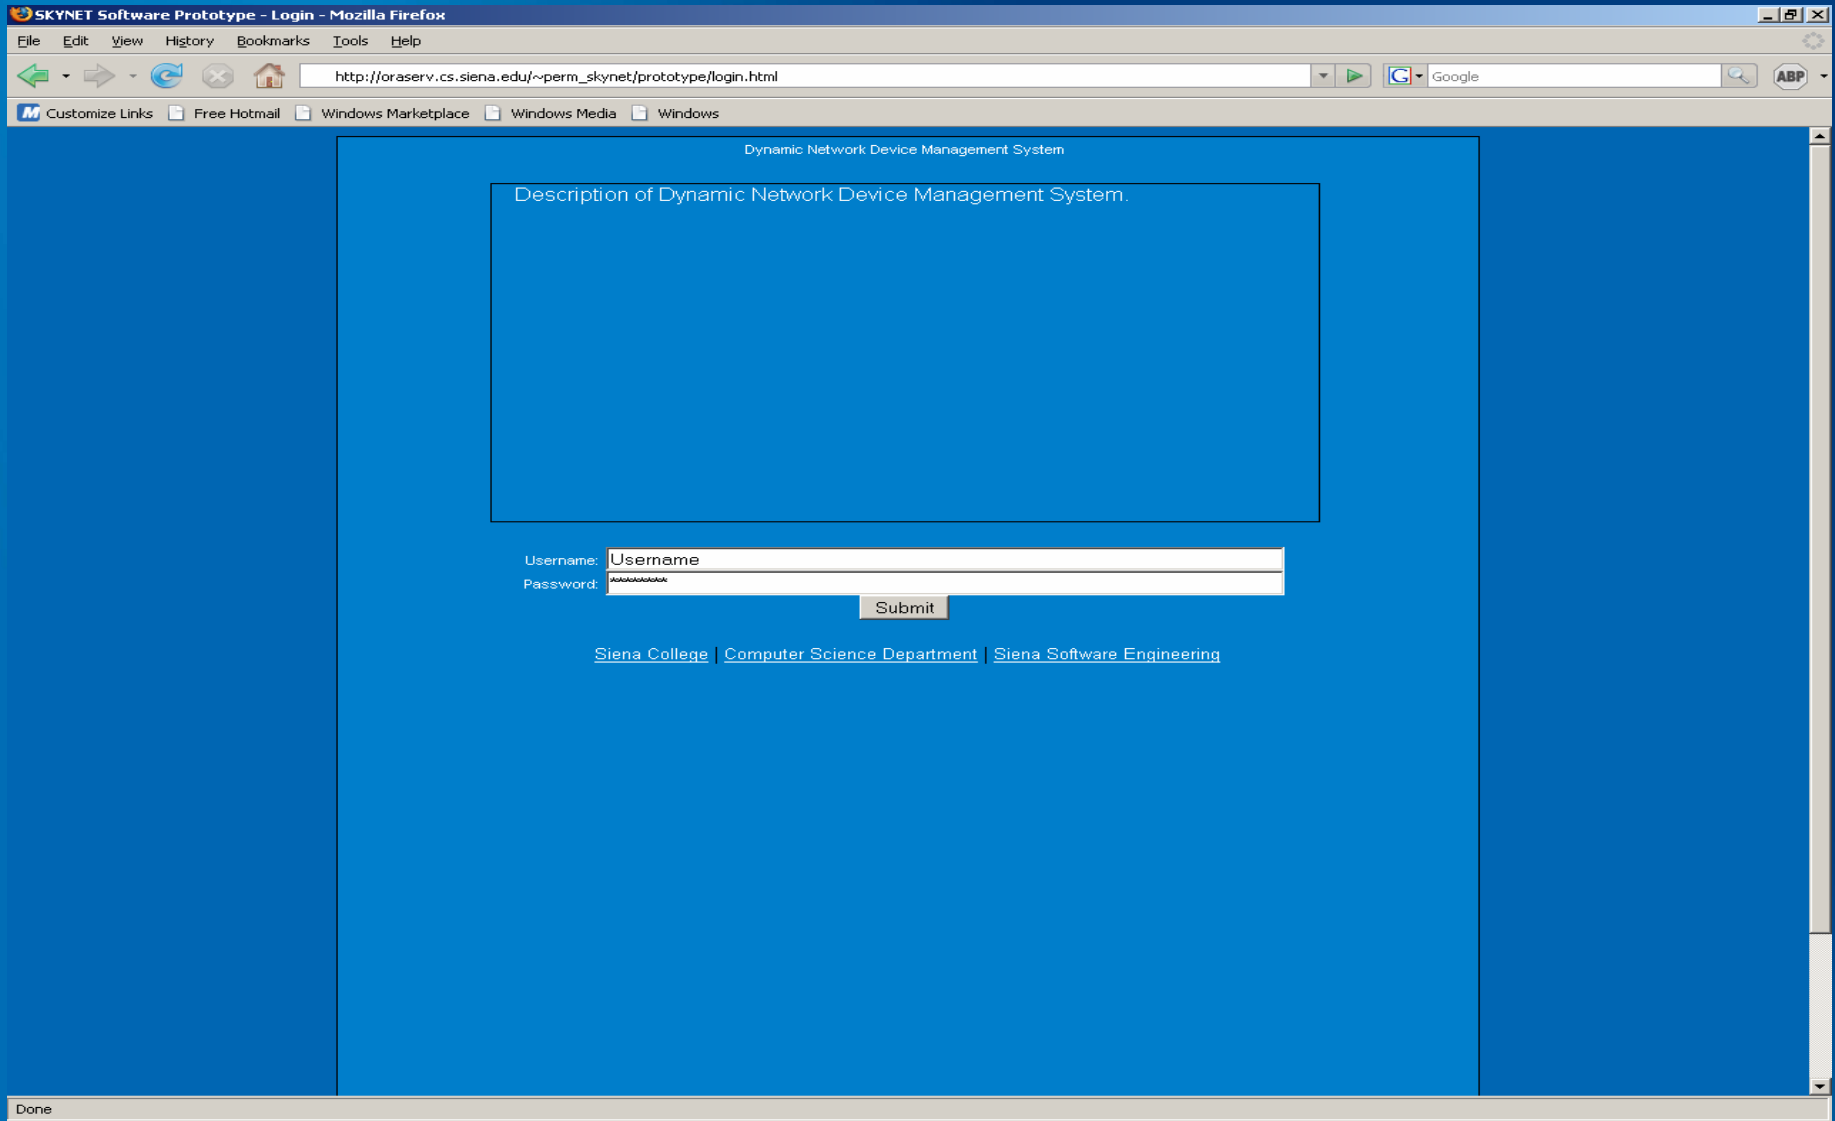 SKYNET Software Prototype - Login - Mozilla Firefox
File Edit View History Bookmarks Tools Help
http://oraserv.cs.siena.edu/~perm_skynet/prototype/login.html G Google ABP
M Customize Links Free Hotmail Windows Marketplace Windows Media Windows
Dynamic Network Device Management System
Description of Dynamic Network Device Management System.
Username: Username
Password: ********
Submit
Siena College | Computer Science Department | Siena Software Engineering
Done